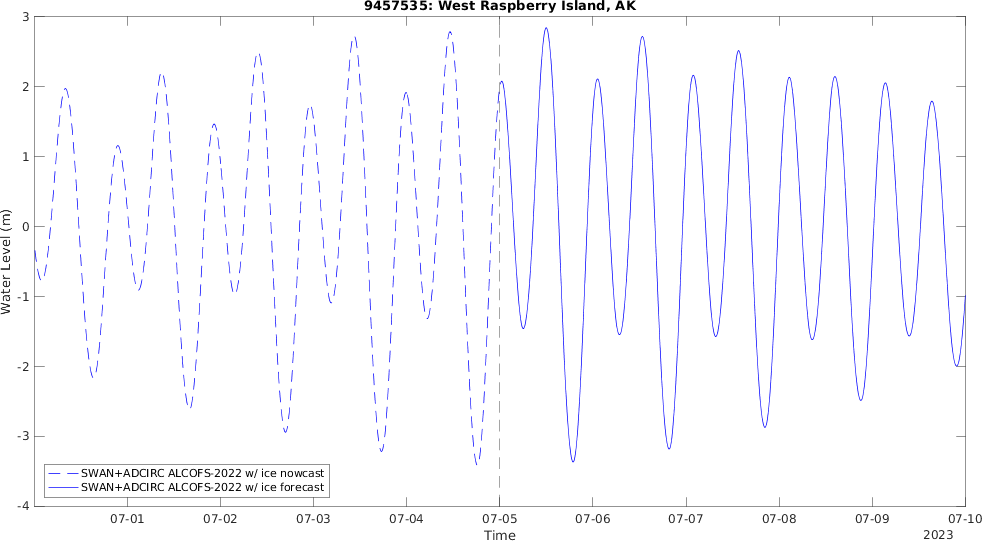 9457535: West Raspberry Island, AK
3
2
1
0
-1
-2
-3
-4
Water Level (m)
SWAN+ADCIRC ALCOFS-2022 w/ ice nowcast
SWAN+ADCIRC ALCOFS-2022 w/ ice forecast
07-01 07-02 07-03 07-04 07-05 07-06 07-07 07-08 07-09 07-10
Time
2023